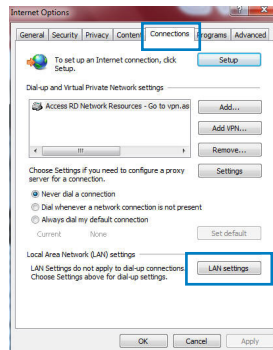 Internet Options
General Security Privacy Content Connections Programs Advanced
To set up an Internet connection, click
Setup.
Setup
Dial-up and Virtual Private Network settings
Access RD Network Resources - Go to vpn.as
Add...
Add VPN...
Remove...
Choose Settings if you need to configure a proxy
server for a connection.
Settings
Never dial a connection
Dial whenever a network connection is not present
Always dial my default connection
Current None
Set default
Local Area Network (LAN) settings
LAN Settings do not apply to dial-up connections.
Choose Settings above for dial-up settings.
LAN settings
OK Cancel Apply